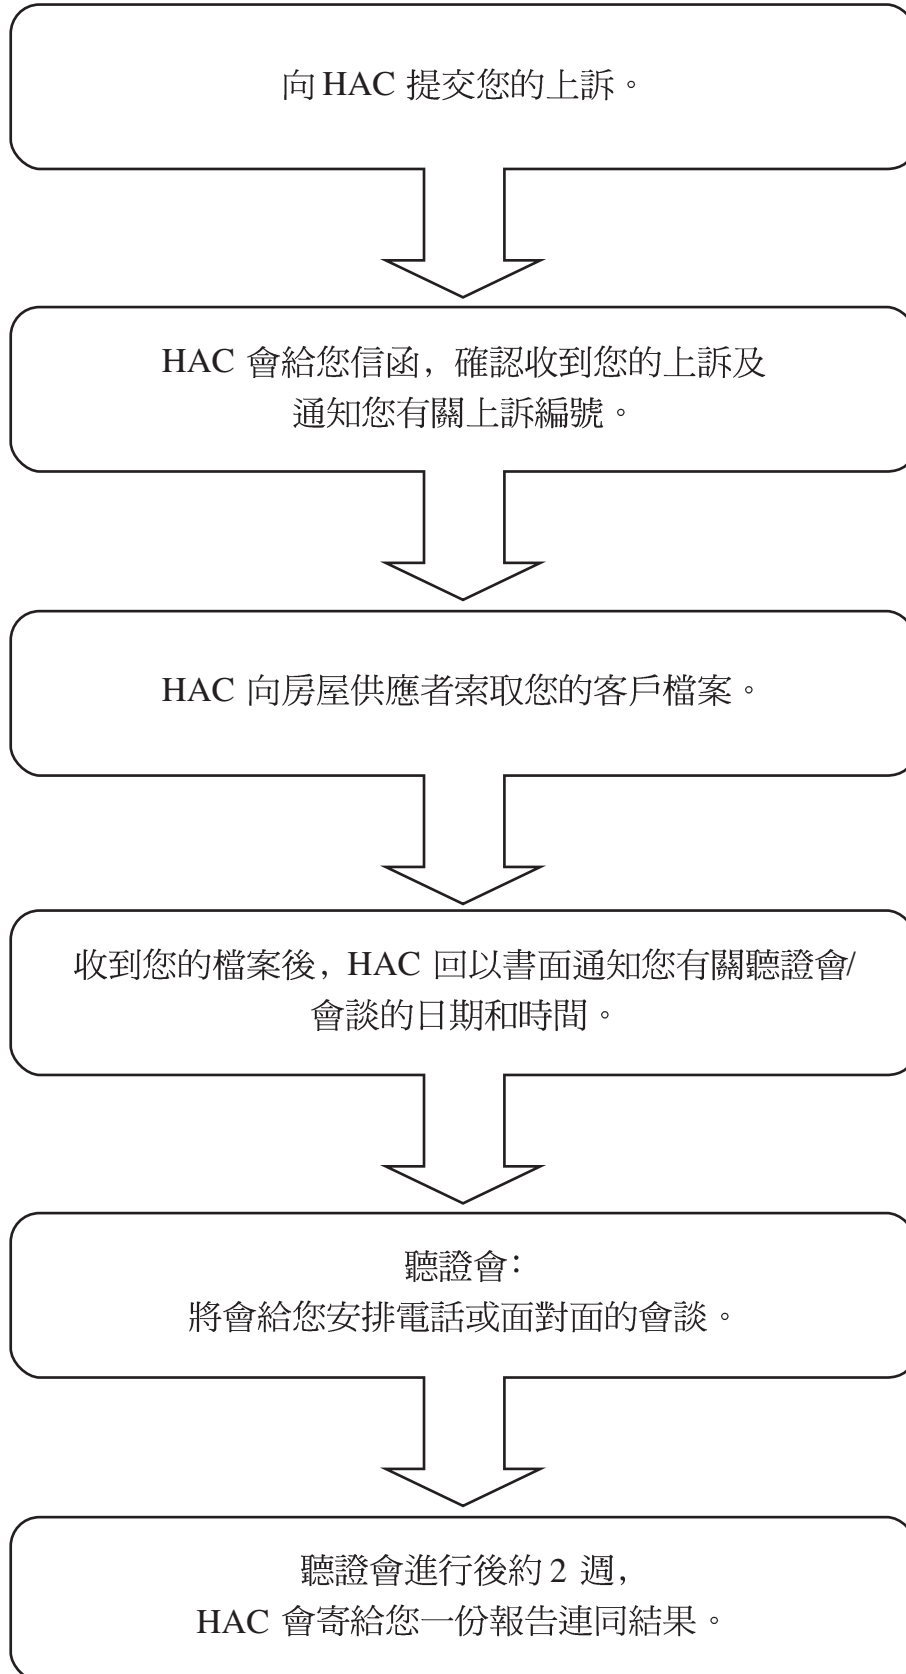 向 HAC 提交您的上訴。
HAC 會給您信函，確認收到您的上訴及
通知您有關上訴編號。
HAC 向房屋供應者索取您的客戶檔案。
收到您的檔案後，HAC 回以書面通知您有關聽證會/
會談的日期和時間。
聽證會：
將會給您安排電話或面對面的會談。
聽證會進行後約 2 週，
HAC 會寄給您一份報告連同結果。